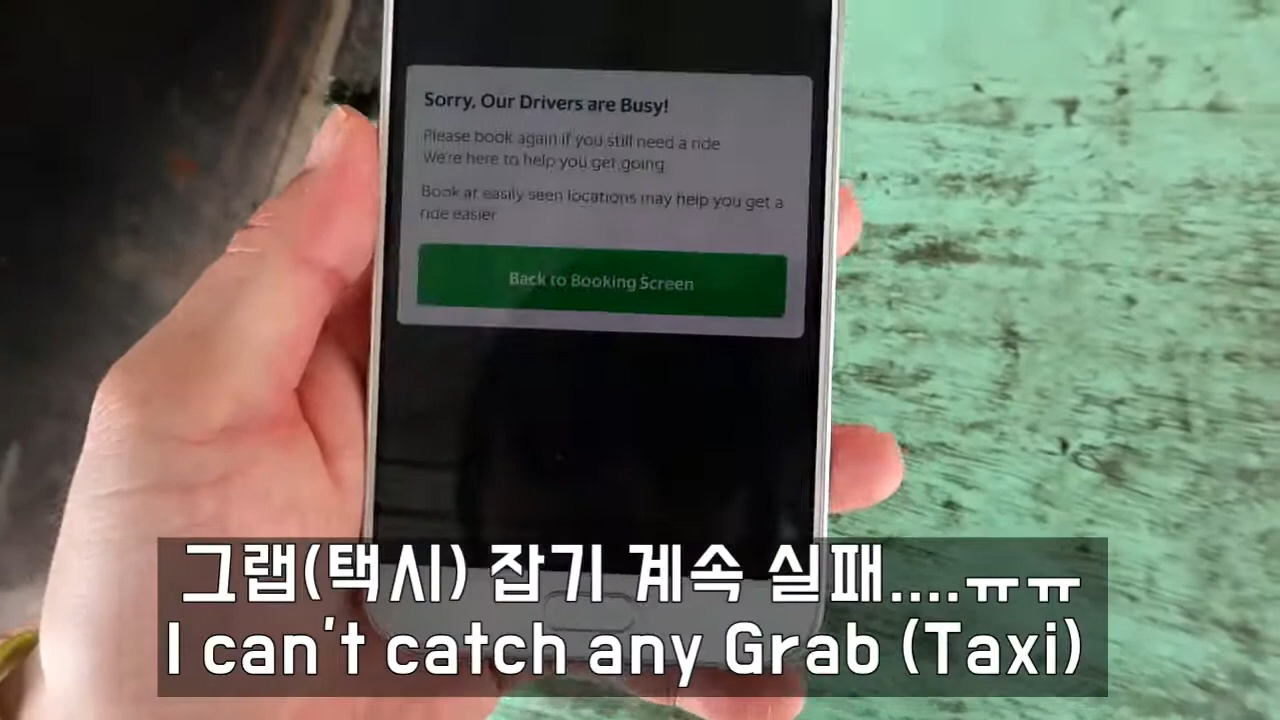 Sorry, Our Drivers are Busy!
Please book again if you still need a ride
We're here to help you get going
Book at easily seen locations may help you get a
ride easier
Back to Booking Screen
그랩(택시) 잡기 계속 실패....ㅠㅠ
I can't catch any Grab (Taxi)